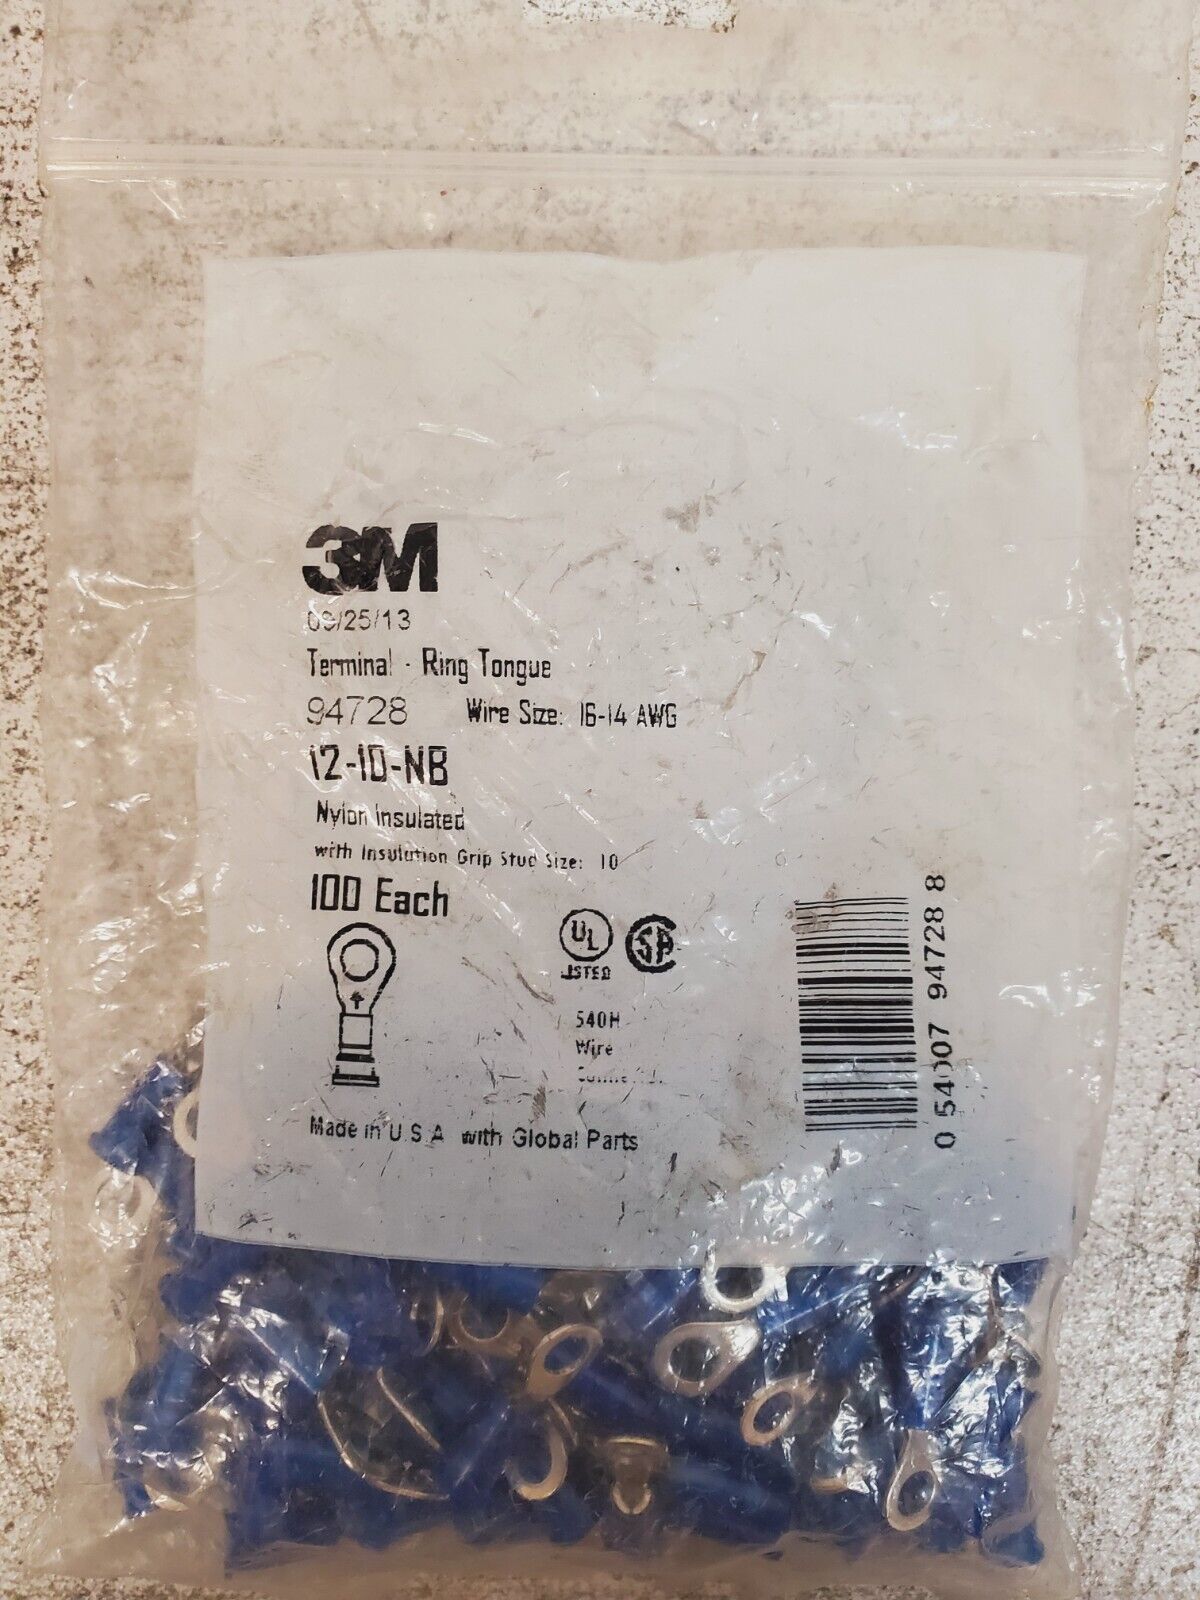 3M
09/25/13
Terminal - Ring Tongue
94728 Wire Size: 16-14 AWG
12-10-NB
Nylon Insulated
with Insulation Grip Stud Size: 10
100 Each
UL
LISTED
SA
540H
Wire
0 54007 94728 8
Made in U S A with Global Parts